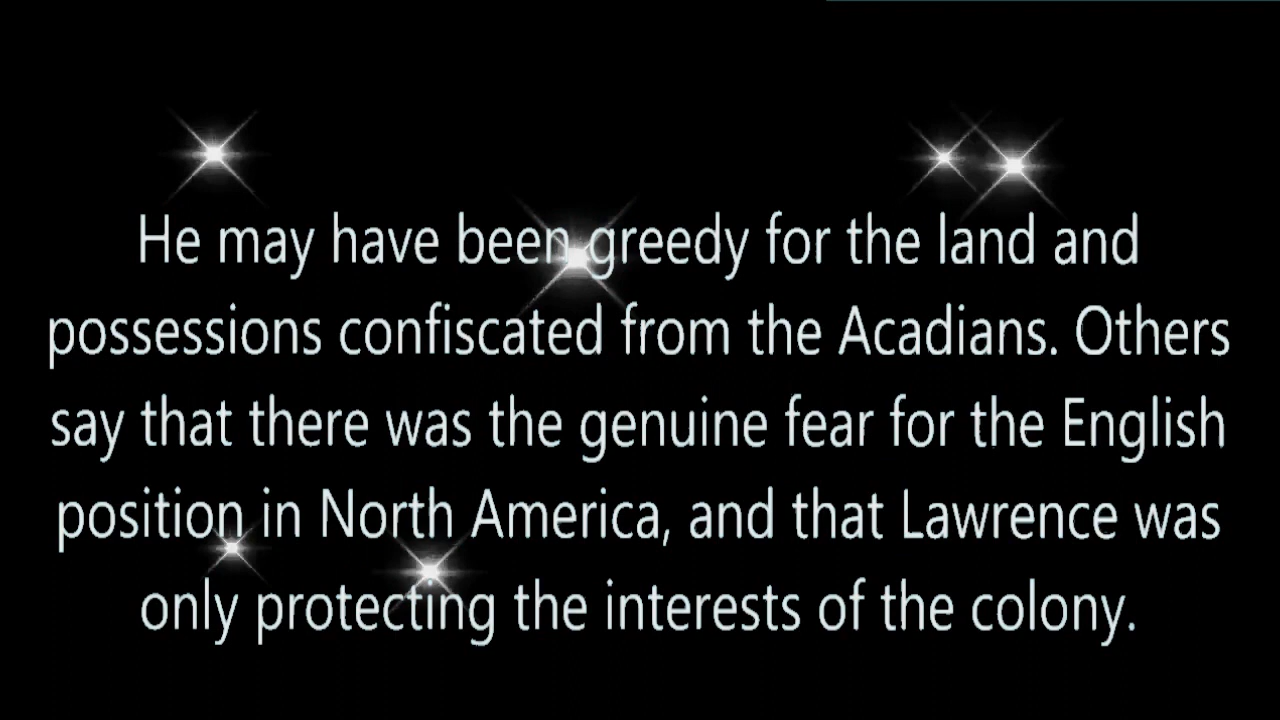 He may have been greedy for the land and
possessions confiscated from the Acadians. Others
say that there was the genuine fear for the English
position in North America, and that Lawrence was
only protecting the interests of the colony.